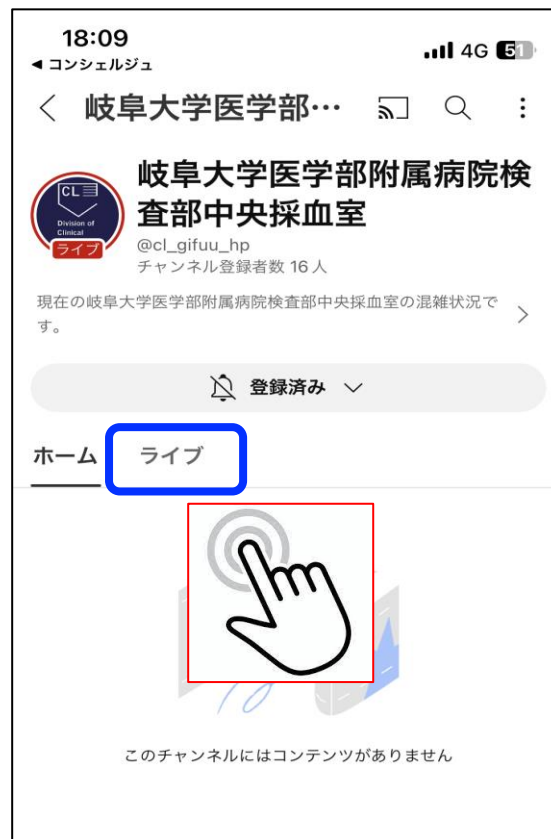 18:09
4G 51
◀ コンシェルジュ
岐阜大学医学部…
CL
Division of
Clinical
ライブ
岐阜大学医学部附属病院検
査部中央採血室
@cl_gifuu_hp
チャンネル登録者数 16 人
現在の岐阜大学医学部附属病院検査部中央採血室の混雑状況で
す。
登録済み
ホーム ライブ
このチャンネルにはコンテンツがありません